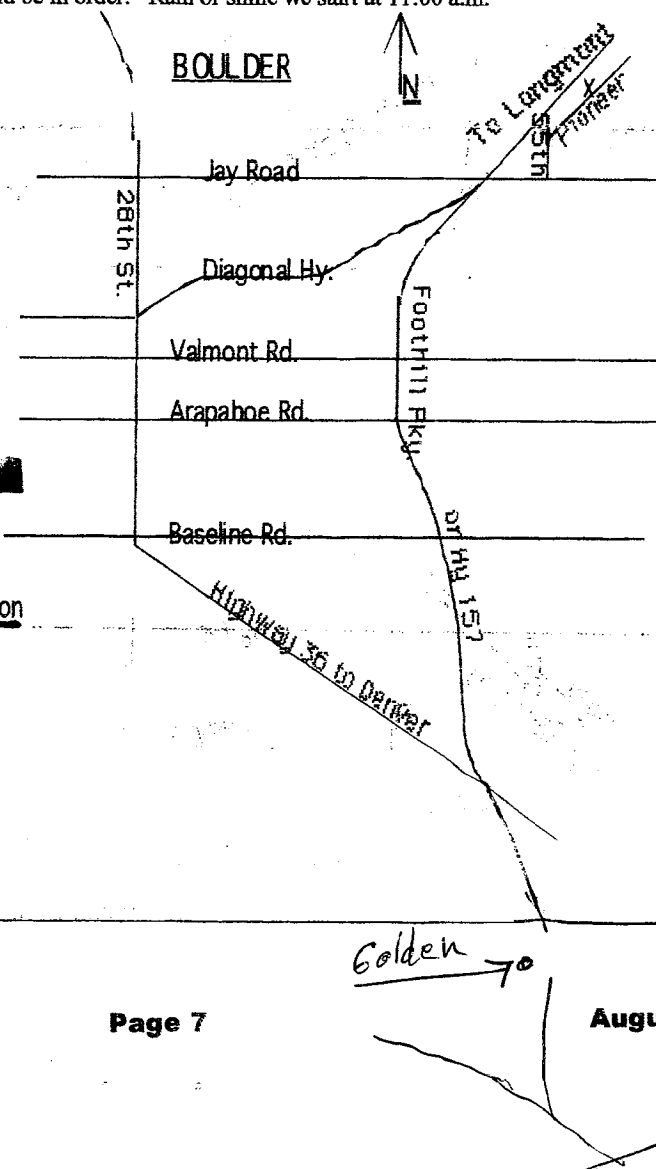 d be in order. Rain or shine we start at 11:00 a.m.
BOULDER
N
To Longmont
55th
x Pioneer
Jay Road
28th St.
Diagonal Hy.
Foothill Pky.
Valmont Rd.
Arapahoe Rd.
Baseline Rd.
or Hy 157
on
Highway 36 to Denver
Golden
Page 7
Augu